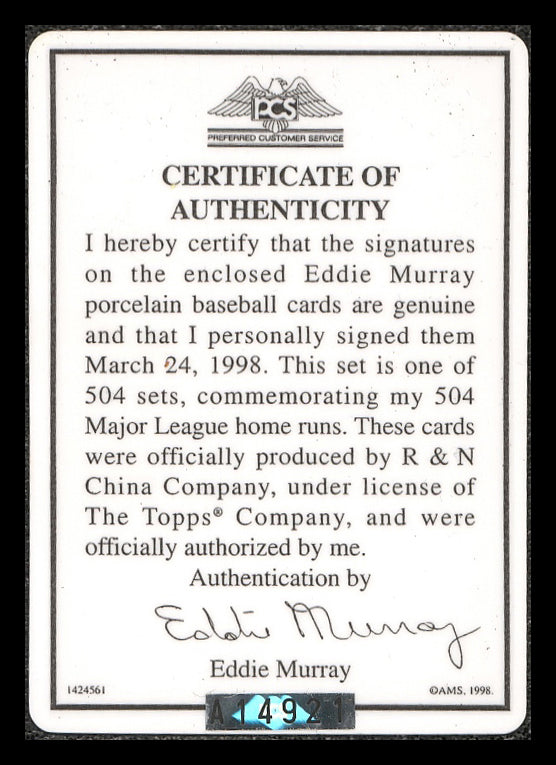 PCS
PREFERRED CUSTOMER SERVICE
CERTIFICATE OF
AUTHENTICITY
I hereby certify that the signatures
on the enclosed Eddie Murray
porcelain baseball cards are genuine
and that I personally signed them
March 24, 1998. This set is one of
504 sets, commemorating my 504
Major League home runs. These cards
were officially produced by R & N
China Company, under license of
The Topps® Company, and were
officially authorized by me.
Authentication by
Eddie Murray
Eddie Murray
1424561 ©AMS, 1998.
A14921